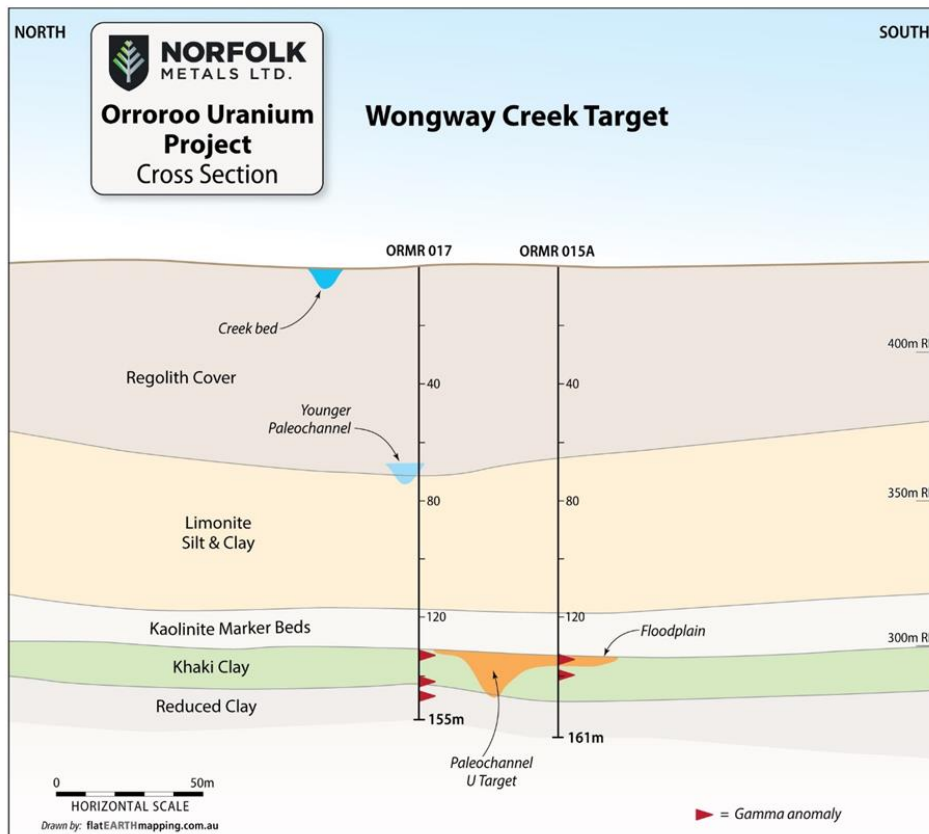 NORTH
SOUTH
NORFOLK
METALS LTD.
Orroroo Uranium
Project
Cross Section
Wongway Creek Target
ORMR 017
ORMR 015A
Creek bed
400m R
Regolith Cover
40
40
Younger
Paleochannel
80
80
350m R
Limonite
Silt & Clay
120
120
Kaolinite Marker Beds
Floodplain
300m R
Khaki Clay
Reduced Clay
155m
161m
Paleochannel
U Target
0
50m
HORIZONTAL SCALE
= Gamma anomaly
Drawn by: flatEARTHmapping.com.au